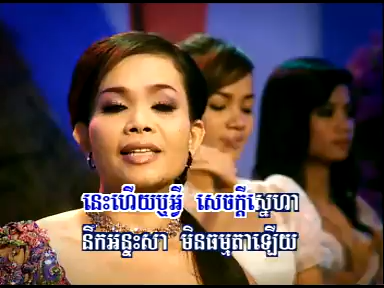 នេះហើយឬអ្វី សេចក្ដីស្នេហា
នឹកអន្ទះសា មិនធម្មតាឡើយ